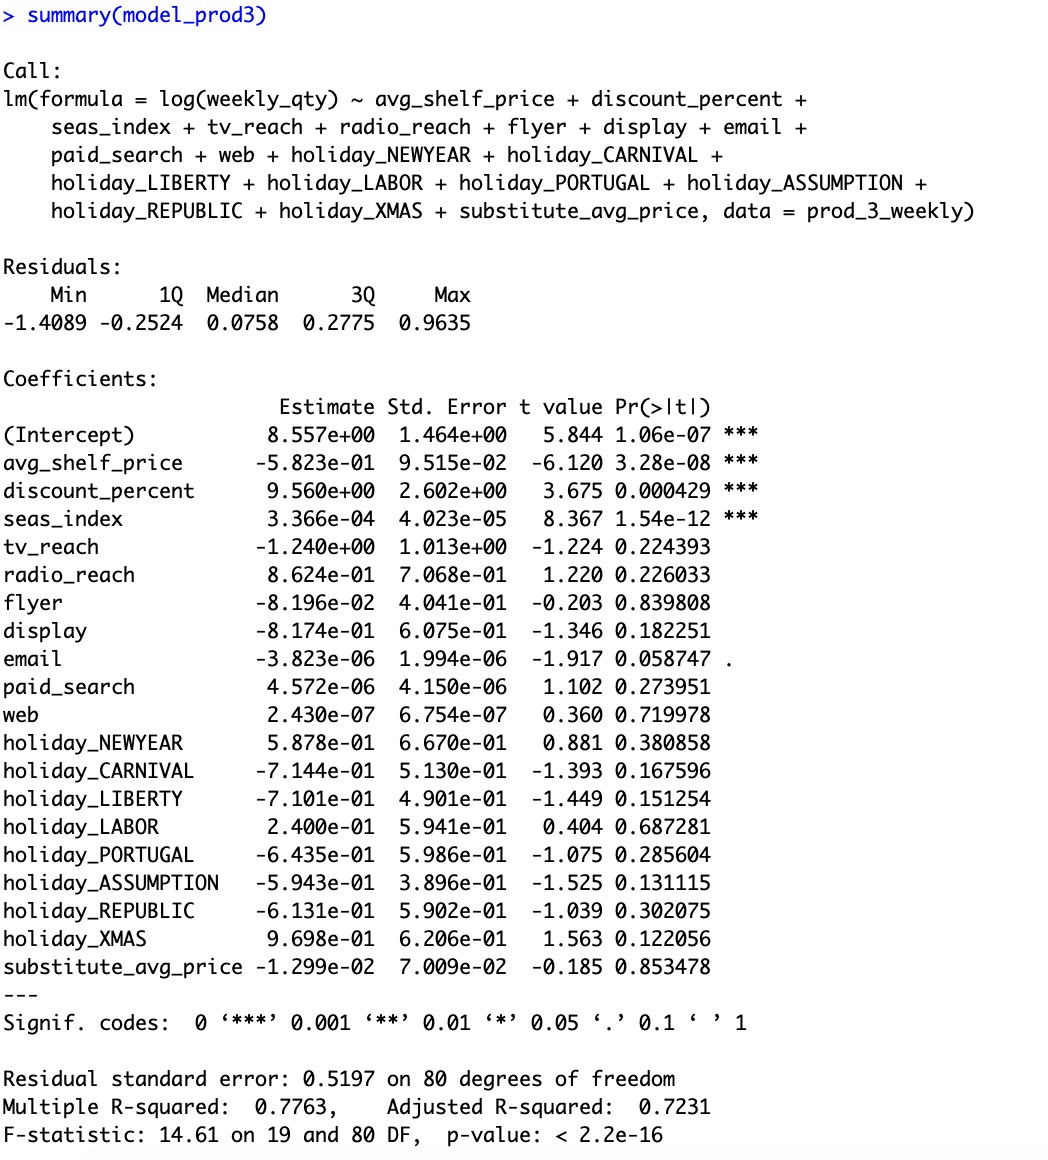 > summary(model_prod3)
Call:
lm(formula = log(weekly_qty) ~ avg_shelf_price + discount_percent +
    seas_index + tv_reach + radio_reach + flyer + display + email +
    paid_search + web + holiday_NEWYEAR + holiday_CARNIVAL +
    holiday_LIBERTY + holiday_LABOR + holiday_PORTUGAL + holiday_ASSUMPTION +
    holiday_REPUBLIC + holiday_XMAS + substitute_avg_price, data = prod_3_weekly)
Residuals:
    Min      1Q  Median      3Q     Max
-1.4089 -0.2524  0.0758  0.2775  0.9635
Coefficients:
                       Estimate Std. Error t value Pr(>|t|)
(Intercept)           8.557e+00  1.464e+00   5.844 1.06e-07 ***
avg_shelf_price      -5.823e-01  9.515e-02  -6.120 3.28e-08 ***
discount_percent      9.560e+00  2.602e+00   3.675 0.000429 ***
seas_index            3.366e-04  4.023e-05   8.367 1.54e-12 ***
tv_reach             -1.240e+00  1.013e+00  -1.224 0.224393
radio_reach           8.624e-01  7.068e-01   1.220 0.226033
flyer                -8.196e-02  4.041e-01  -0.203 0.839808
display              -8.174e-01  6.075e-01  -1.346 0.182251
email                -3.823e-06  1.994e-06  -1.917 0.058747 .
paid_search           4.572e-06  4.150e-06   1.102 0.273951
web                   2.430e-07  6.754e-07   0.360 0.719978
holiday_NEWYEAR       5.878e-01  6.670e-01   0.881 0.380858
holiday_CARNIVAL     -7.144e-01  5.130e-01  -1.393 0.167596
holiday_LIBERTY      -7.101e-01  4.901e-01  -1.449 0.151254
holiday_LABOR         2.400e-01  5.941e-01   0.404 0.687281
holiday_PORTUGAL     -6.435e-01  5.986e-01  -1.075 0.285604
holiday_ASSUMPTION   -5.943e-01  3.896e-01  -1.525 0.131115
holiday_REPUBLIC     -6.131e-01  5.902e-01  -1.039 0.302075
holiday_XMAS          9.698e-01  6.206e-01   1.563 0.122056
substitute_avg_price -1.299e-02  7.009e-02  -0.185 0.853478
---
Signif. codes:  0 ‘***’ 0.001 ‘**’ 0.01 ‘*’ 0.05 ‘.’ 0.1 ‘ ’ 1
Residual standard error: 0.5197 on 80 degrees of freedom
Multiple R-squared:  0.7763,    Adjusted R-squared:  0.7231
F-statistic: 14.61 on 19 and 80 DF,  p-value: < 2.2e-16